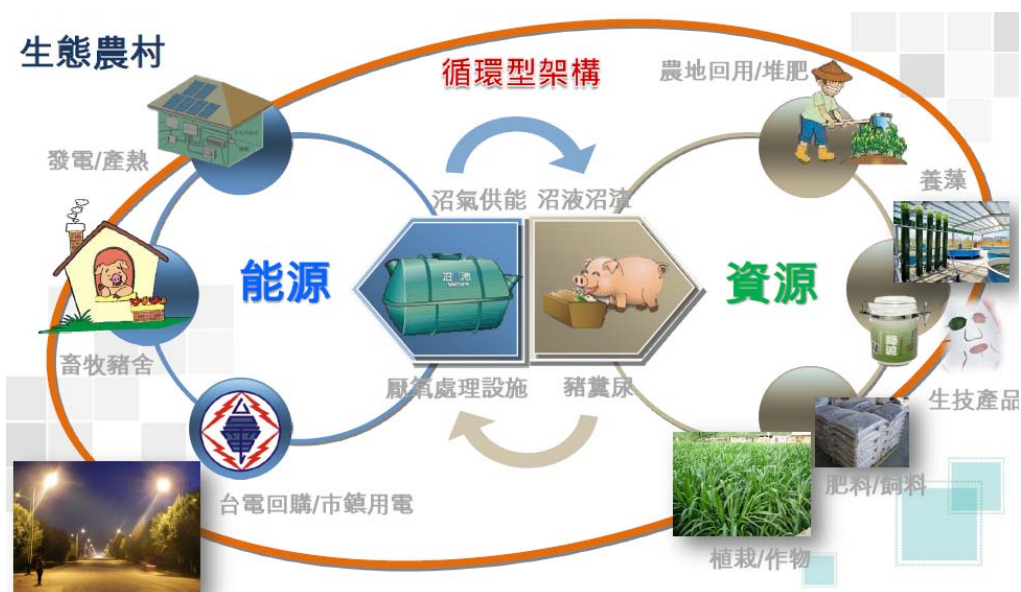 生態農村
循環型架構
農地回用/堆肥
發電/產熱
養藻
沼氣供能
沼液沼渣
能源
資源
畜牧豬舍
厭氧處理設施
豬糞尿
生技產品
台電回購/市鎮用電
肥料/飼料
植栽/作物